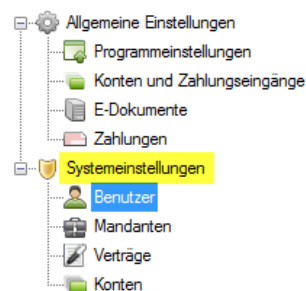 Allgemeine Einstellungen
Programmeinstellungen
Konten und Zahlungseingänge
E-Dokumente
Zahlungen
Systemeinstellungen
Benutzer
Mandanten
Verträge
Konten